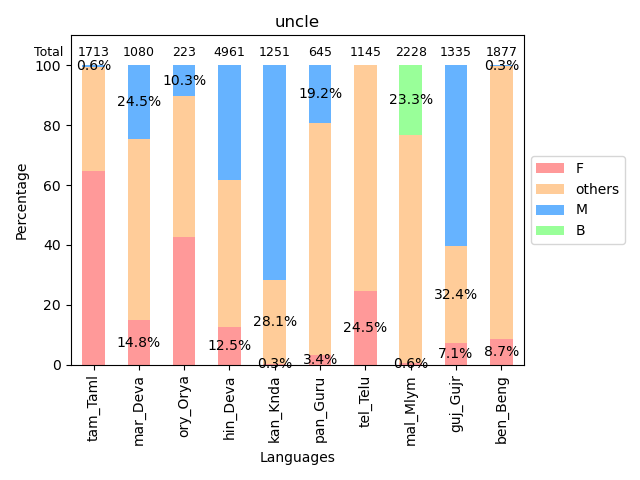 uncle
Total 1713 1080 223 4961 1251 645 1145 2228 1335 1877
100 0.6% 24.5% 10.3% 19.2% 23.3% 0.3%
80
60
40
20
0
28.1% 32.4%
14.8% 12.5% 0.3% 3.4% 24.5% 0.6% 7.1% 8.7%
Percentage
tam_Taml
mar_Deva
ory_Orya
hin_Deva
kan_Knda
pan_Guru
tel_Telu
mal_Mlym
guj_Gujr
ben_Beng
Languages
F
others
M
B